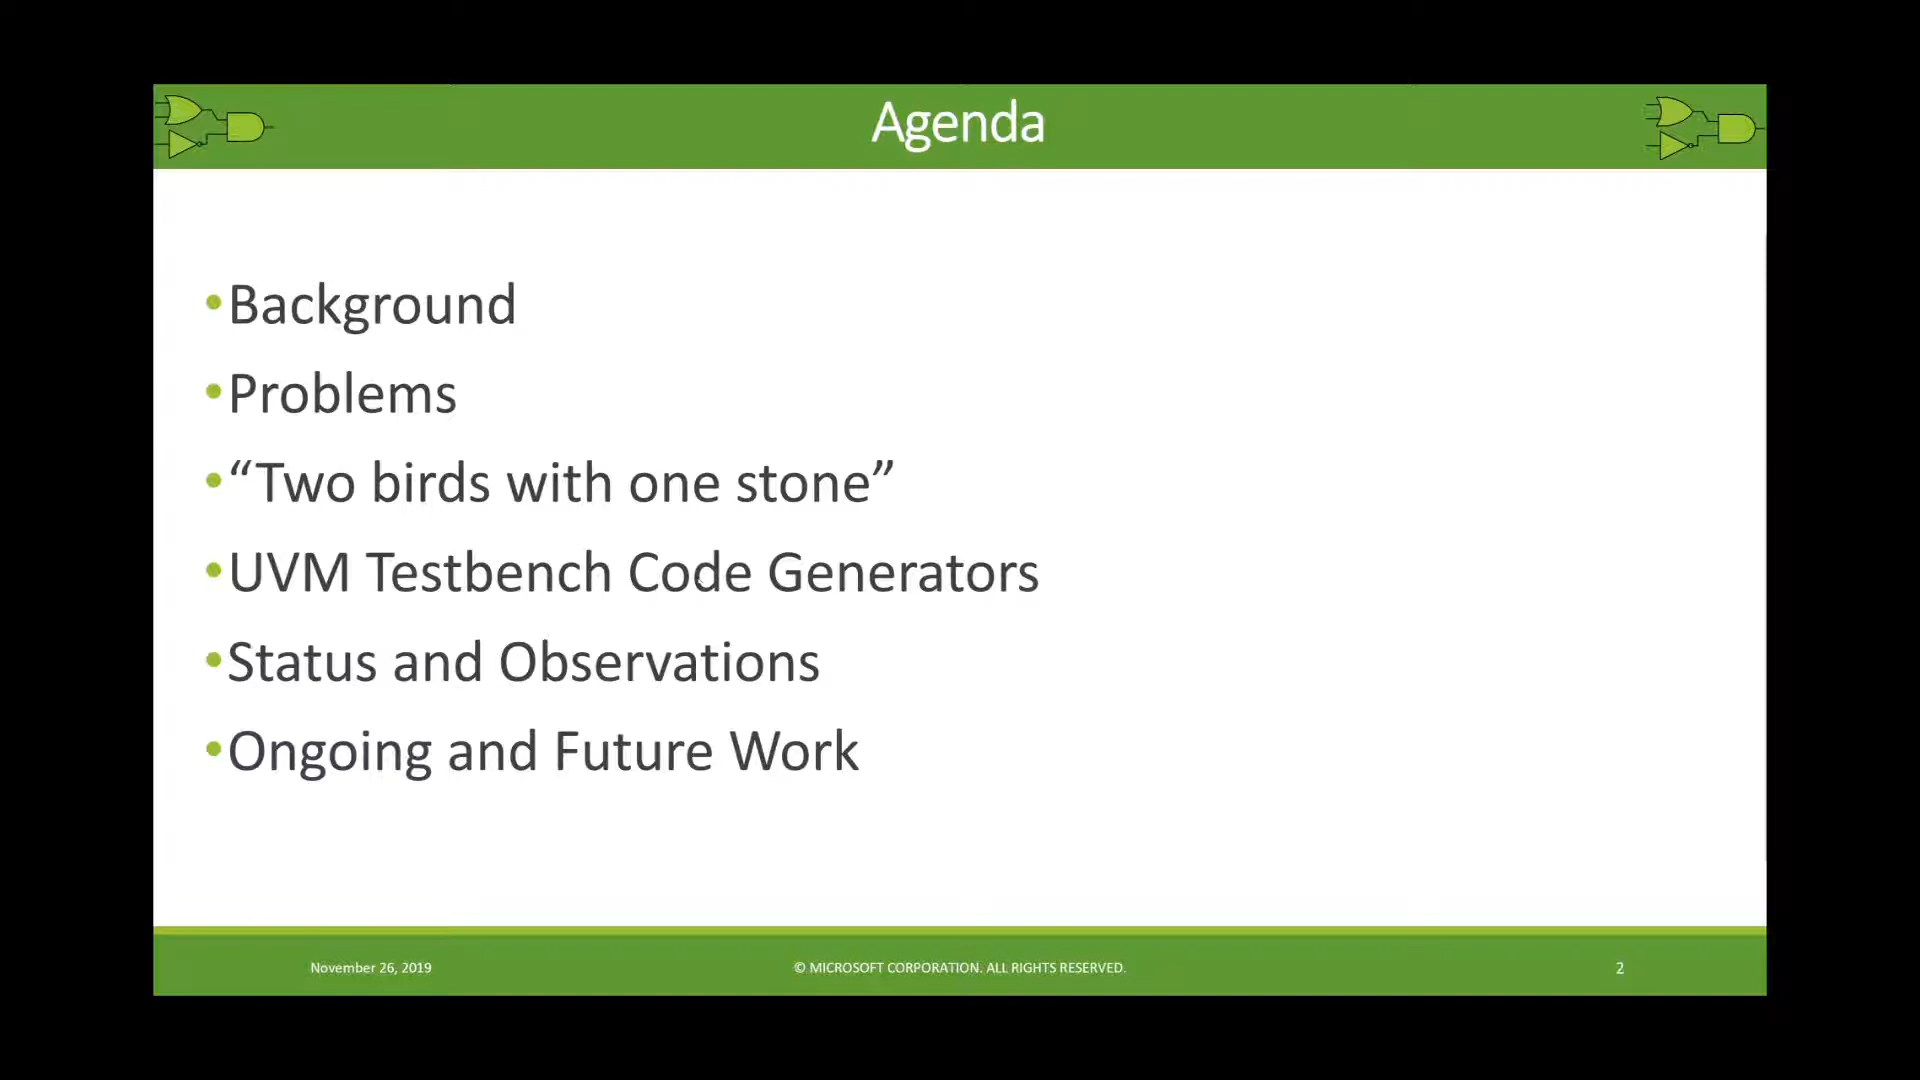 Agenda
•Background
•Problems
•“Two birds with one stone”
•UVM Testbench Code Generators
•Status and Observations
•Ongoing and Future Work
November 26, 2019
© MICROSOFT CORPORATION. ALL RIGHTS RESERVED.
2